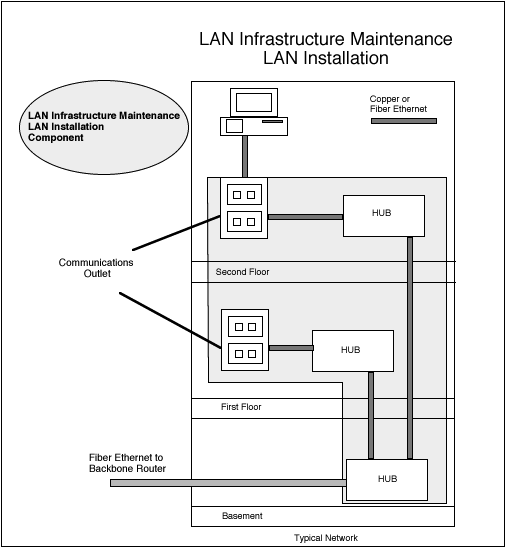 LAN Infrastructure Maintenance
LAN Installation
LAN Infrastructure Maintenance
LAN Installation
Component
Copper or
Fiber Ethernet
HUB
Communications
Outlet
Second Floor
HUB
First Floor
Fiber Ethernet to
Backbone Router
HUB
Basement
Typical Network